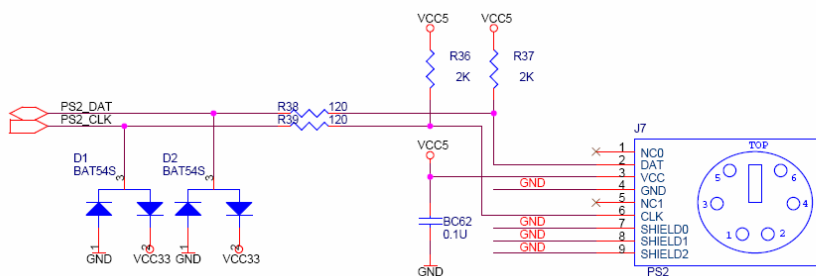 VCC5 VCC5
R36 R37
2K 2K
PS2_DAT R38 120
PS2_CLK R39 120
J7
VCC5
D1 D2
BAT54S BAT54S
3 3
1 NC0
2 DAT
3 VCC
GND 4 GND
5 NC1
6 CLK
GND 7 SHIELD0
GND 8 SHIELD1
GND 9 SHIELD2
TOP
5 6
3 4
1 2
BC62
0.1U
1 2 1 2
GND VCC33 GND VCC33
GND
PS2